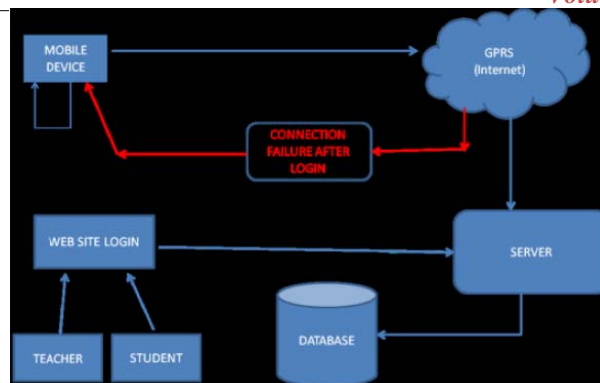 MOBILE
DEVICE
GPRS
(Internet)
CONNECTION
FAILURE AFTER
LOGIN
WEB SITE LOGIN
SERVER
DATABASE
TEACHER
STUDENT